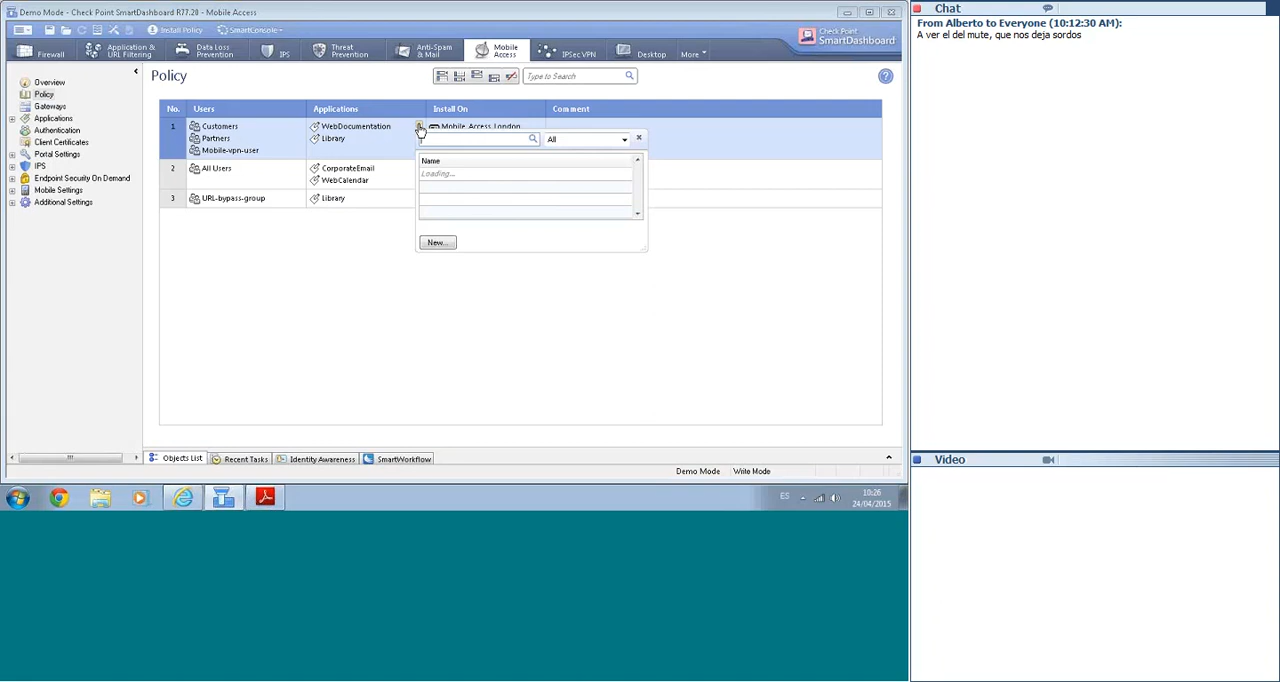 Demo Mode - Check Point SmartDashboard R77.20 - Mobile Access
Install Policy
SmartConsole
Firewall
Application & URL Filtering
Data Loss Prevention
IPS
Threat Prevention
Anti-Spam & Mail
Mobile Access
IPSec VPN
Desktop
More
Check Point
SmartDashboard
Overview
Policy
Gateways
Applications
Authentication
Client Certificates
Portal Settings
IPS
Endpoint Security On Demand
Mobile Settings
Additional Settings
Policy
Type to Search
No. Users Applications Install On Comment
1 Customers WebDocumentation Mobile_Access_London
Partners Library
Mobile-vpn-user
2 All Users CorporateEmail
WebCalendar
3 URL-bypass-group Library
All
Name
Loading...
New...
Objects List Recent Tasks Identity Awareness SmartWorkflow
Demo Mode Write Mode
ES
10:26
24/04/2015
Chat
From Alberto to Everyone (10:12:30 AM):
A ver el del mute, que nos deja sordos
Video